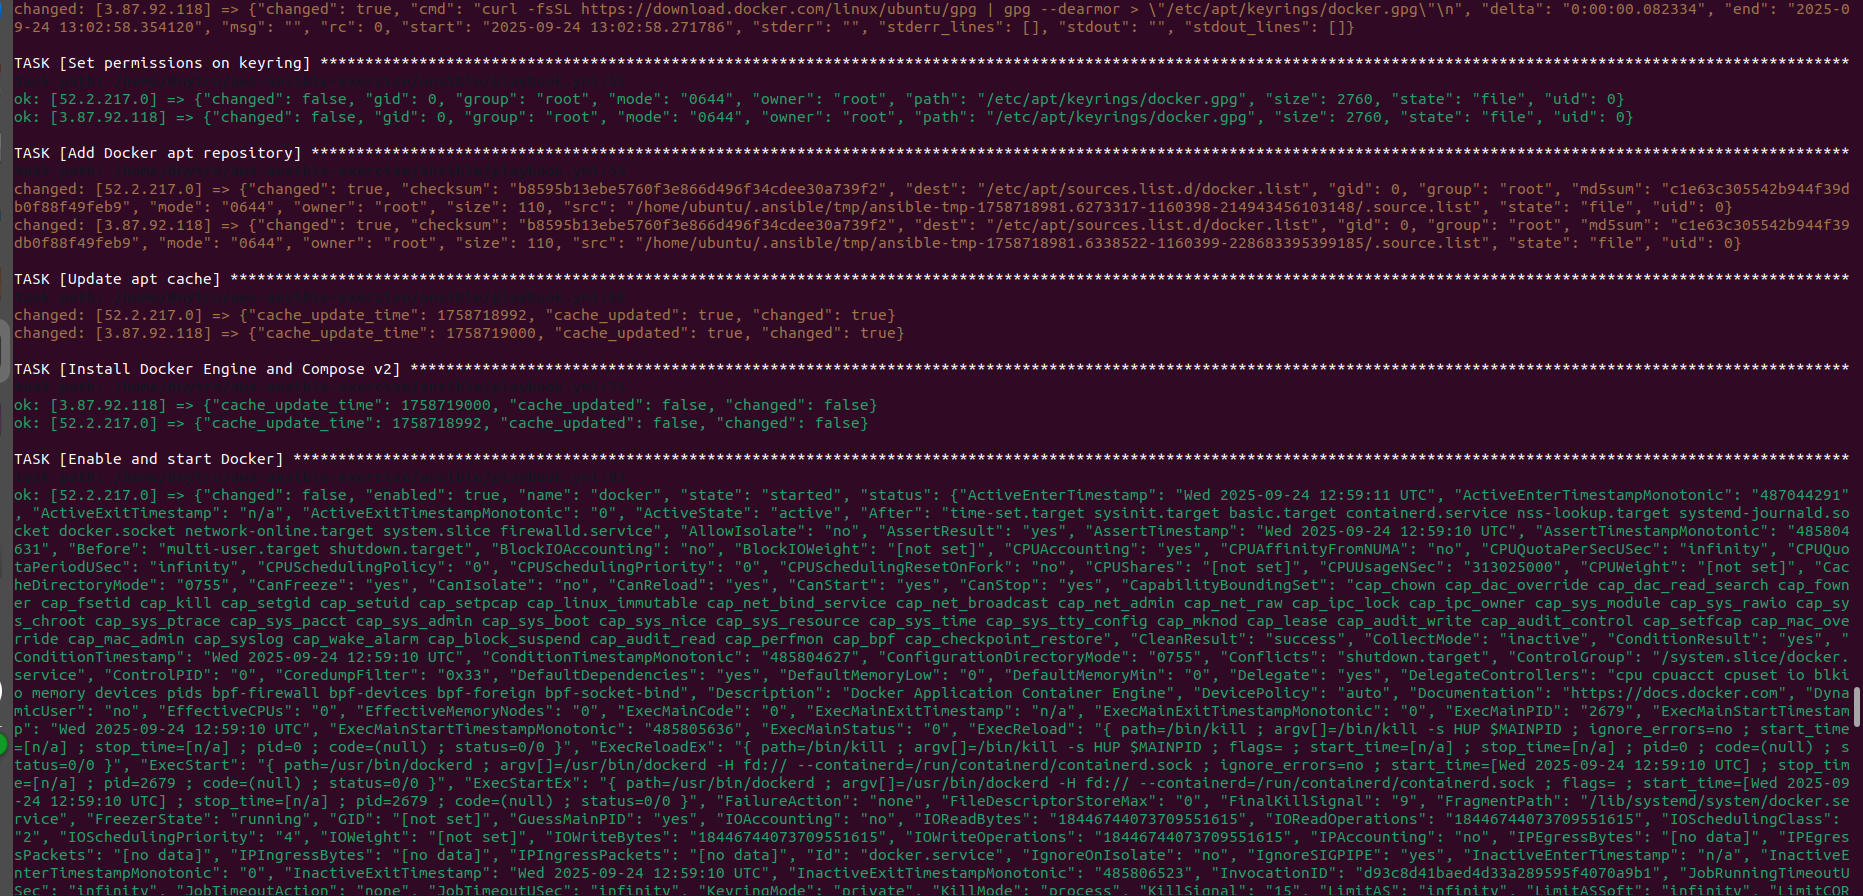 changed: [3.87.92.118] => {"changed": true, "cmd": "curl -fsSL https://download.docker.com/linux/ubuntu/gpg | gpg --dearmor > \"/etc/apt/keyrings/docker.gpg\"\n", "delta": "0:00:00.082334", "end": "2025-0
9-24 13:02:58.354120", "msg": "", "rc": 0, "start": "2025-09-24 13:02:58.271786", "stderr": "", "stderr_lines": [], "stdout": "", "stdout_lines": []}
TASK [Set permissions on keyring] **************************************************************************************************************************************************************************
ok: [52.2.217.0] => {"changed": false, "gid": 0, "group": "root", "mode": "0644", "owner": "root", "path": "/etc/apt/keyrings/docker.gpg", "size": 2760, "state": "file", "uid": 0}
ok: [3.87.92.118] => {"changed": false, "gid": 0, "group": "root", "mode": "0644", "owner": "root", "path": "/etc/apt/keyrings/docker.gpg", "size": 2760, "state": "file", "uid": 0}
TASK [Add Docker apt repository] ***************************************************************************************************************************************************************************
changed: [52.2.217.0] => {"changed": true, "checksum": "b8595b13ebe5760f3e866d496f34cdee30a739f2", "dest": "/etc/apt/sources.list.d/docker.list", "gid": 0, "group": "root", "md5sum": "c1e63c305542b944f39d
b0f88f49feb9", "mode": "0644", "owner": "root", "size": 110, "src": "/home/ubuntu/.ansible/tmp/ansible-tmp-1758718981.6273317-1160398-214943456103148/.source.list", "state": "file", "uid": 0}
changed: [3.87.92.118] => {"changed": true, "checksum": "b8595b13ebe5760f3e866d496f34cdee30a739f2", "dest": "/etc/apt/sources.list.d/docker.list", "gid": 0, "group": "root", "md5sum": "c1e63c305542b944f39
db0f88f49feb9", "mode": "0644", "owner": "root", "size": 110, "src": "/home/ubuntu/.ansible/tmp/ansible-tmp-1758718981.6338522-1160399-228683395399185/.source.list", "state": "file", "uid": 0}
TASK [Update apt cache] ************************************************************************************************************************************************************************************
changed: [52.2.217.0] => {"cache_update_time": 1758718992, "cache_updated": true, "changed": true}
changed: [3.87.92.118] => {"cache_update_time": 1758719000, "cache_updated": true, "changed": true}
TASK [Install Docker Engine and Compose v2] ****************************************************************************************************************************************************************
ok: [3.87.92.118] => {"cache_update_time": 1758719000, "cache_updated": false, "changed": false}
ok: [52.2.217.0] => {"cache_update_time": 1758718992, "cache_updated": false, "changed": false}
TASK [Enable and start Docker] *****************************************************************************************************************************************************************************
ok: [52.2.217.0] => {"changed": false, "enabled": true, "name": "docker", "state": "started", "status": {"ActiveEnterTimestamp": "Wed 2025-09-24 12:59:11 UTC", "ActiveEnterTimestampMonotonic": "487044291"
, "ActiveExitTimestamp": "n/a", "ActiveExitTimestampMonotonic": "0", "ActiveState": "active", "After": "time-set.target sysinit.target basic.target containerd.service nss-lookup.target systemd-journald.so
cket docker.socket network-online.target system.slice firewalld.service", "AllowIsolate": "no", "AssertResult": "yes", "AssertTimestamp": "Wed 2025-09-24 12:59:10 UTC", "AssertTimestampMonotonic": "485804
631", "Before": "multi-user.target shutdown.target", "BlockIOAccounting": "no", "BlockIOWeight": "[not set]", "CPUAccounting": "yes", "CPUAffinityFromNUMA": "no", "CPUQuotaPerSecUSec": "infinity", "CPUQuo
taPeriodUSec": "infinity", "CPUSchedulingPolicy": "0", "CPUSchedulingPriority": "0", "CPUSchedulingResetOnFork": "no", "CPUShares": "[not set]", "CPUUsageNSec": "313025000", "CPUWeight": "[not set]", "Cac
heDirectoryMode": "0755", "CanFreeze": "yes", "CanIsolate": "no", "CanReload": "yes", "CanStart": "yes", "CanStop": "yes", "CapabilityBoundingSet": "cap_chown cap_dac_override cap_dac_read_search cap_fown
er cap_fsetid cap_kill cap_setgid cap_setuid cap_setpcap cap_linux_immutable cap_net_bind_service cap_net_broadcast cap_net_admin cap_net_raw cap_ipc_lock cap_ipc_owner cap_sys_module cap_sys_rawio cap_sy
s_chroot cap_sys_ptrace cap_sys_pacct cap_sys_admin cap_sys_boot cap_sys_nice cap_sys_resource cap_sys_time cap_sys_tty_config cap_mknod cap_lease cap_audit_write cap_audit_control cap_setfcap cap_mac_ove
rride cap_mac_admin cap_syslog cap_wake_alarm cap_block_suspend cap_audit_read cap_perfmon cap_bpf cap_checkpoint_restore", "CleanResult": "success", "CollectMode": "inactive", "ConditionResult": "yes", "
ConditionTimestamp": "Wed 2025-09-24 12:59:10 UTC", "ConditionTimestampMonotonic": "485804627", "ConfigurationDirectoryMode": "0755", "Conflicts": "shutdown.target", "ControlGroup": "/system.slice/docker.
service", "ControlPID": "0", "CoredumpFilter": "0x33", "DefaultDependencies": "yes", "DefaultMemoryLow": "0", "DefaultMemoryMin": "0", "Delegate": "yes", "DelegateControllers": "cpu cpuacct cpuset io blki
o memory devices pids bpf-firewall bpf-devices bpf-foreign bpf-socket-bind", "Description": "Docker Application Container Engine", "DevicePolicy": "auto", "Documentation": "https://docs.docker.com", "Dyna
micUser": "no", "EffectiveCPUs": "0", "EffectiveMemoryNodes": "0", "ExecMainCode": "0", "ExecMainExitTimestamp": "n/a", "ExecMainExitTimestampMonotonic": "0", "ExecMainPID": "2679", "ExecMainStartTimestam
p": "Wed 2025-09-24 12:59:10 UTC", "ExecMainStartTimestampMonotonic": "485805636", "ExecMainStatus": "0", "ExecReload": "{ path=/bin/kill ; argv[]=/bin/kill -s HUP $MAINPID ; ignore_errors=no ; start_time
=[n/a] ; stop_time=[n/a] ; pid=0 ; code=(null) ; status=0/0 }", "ExecReloadEx": "{ path=/bin/kill ; argv[]=/bin/kill -s HUP $MAINPID ; flags= ; start_time=[n/a] ; stop_time=[n/a] ; pid=0 ; code=(null) ; s
tatus=0/0 }", "ExecStart": "{ path=/usr/bin/dockerd ; argv[]=/usr/bin/dockerd -H fd:// --containerd=/run/containerd/containerd.sock ; ignore_errors=no ; start_time=[Wed 2025-09-24 12:59:10 UTC] ; stop_tim
e=[n/a] ; pid=2679 ; code=(null) ; status=0/0 }", "ExecStartEx": "{ path=/usr/bin/dockerd ; argv[]=/usr/bin/dockerd -H fd:// --containerd=/run/containerd/containerd.sock ; flags= ; start_time=[Wed 2025-09
-24 12:59:10 UTC] ; stop_time=[n/a] ; pid=2679 ; code=(null) ; status=0/0 }", "FailureAction": "none", "FileDescriptorStoreMax": "0", "FinalKillSignal": "9", "FragmentPath": "/lib/systemd/system/docker.se
rvice", "FreezerState": "running", "GID": "[not set]", "GuessMainPID": "yes", "IOAccounting": "no", "IOReadBytes": "18446744073709551615", "IOReadOperations": "18446744073709551615", "IOSchedulingClass":
"2", "IOSchedulingPriority": "4", "IOWeight": "[not set]", "IOWriteBytes": "18446744073709551615", "IOWriteOperations": "18446744073709551615", "IPAccounting": "no", "IPEgressBytes": "[no data]", "IPEgres
sPackets": "[no data]", "IPIngressBytes": "[no data]", "IPIngressPackets": "[no data]", "Id": "docker.service", "IgnoreOnIsolate": "no", "IgnoreSIGPIPE": "yes", "InactiveEnterTimestamp": "n/a", "InactiveE
nterTimestampMonotonic": "0", "InactiveExitTimestamp": "Wed 2025-09-24 12:59:10 UTC", "InactiveExitTimestampMonotonic": "485806523", "InvocationID": "d93c8d41baed4d33a289595f4070a9b1", "JobRunningTimeoutU
Sec": "infinity", "JobTimeoutAction": "none", "JobTimeoutUSec": "infinity", "KeyringMode": "private", "KillMode": "process", "KillSignal": "15", "LimitAS": "infinity", "LimitASSoft": "infinity", "LimitCOR